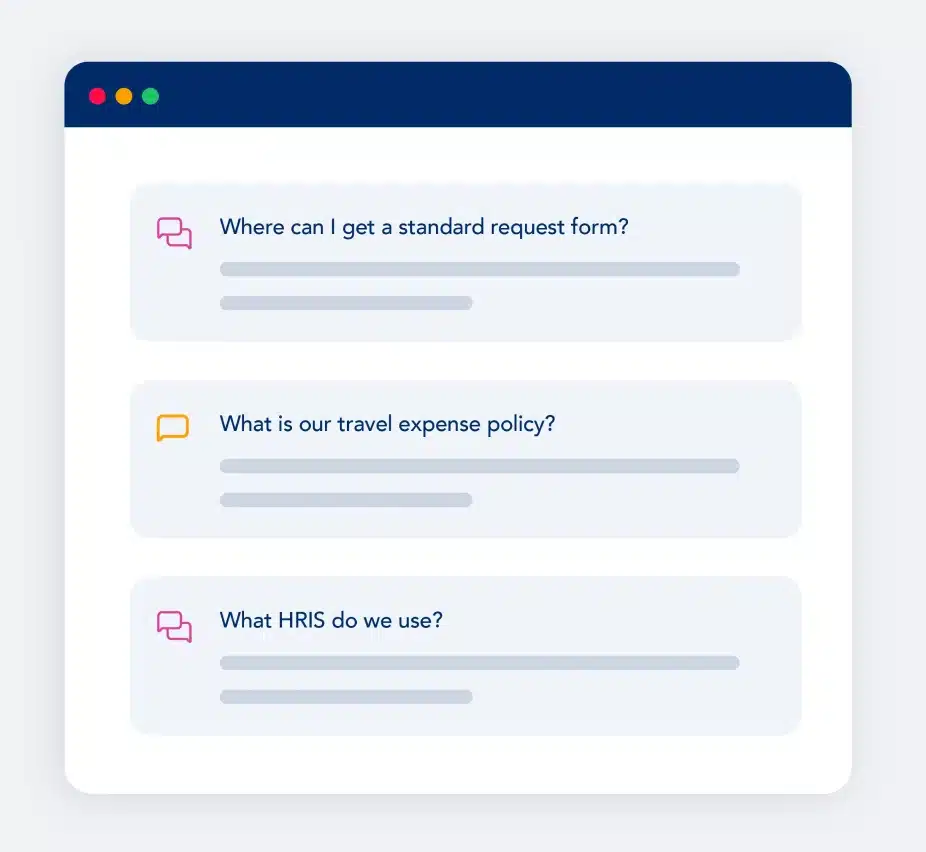 Where can I get a standard request form?
What is our travel expense policy?
What HRIS do we use?